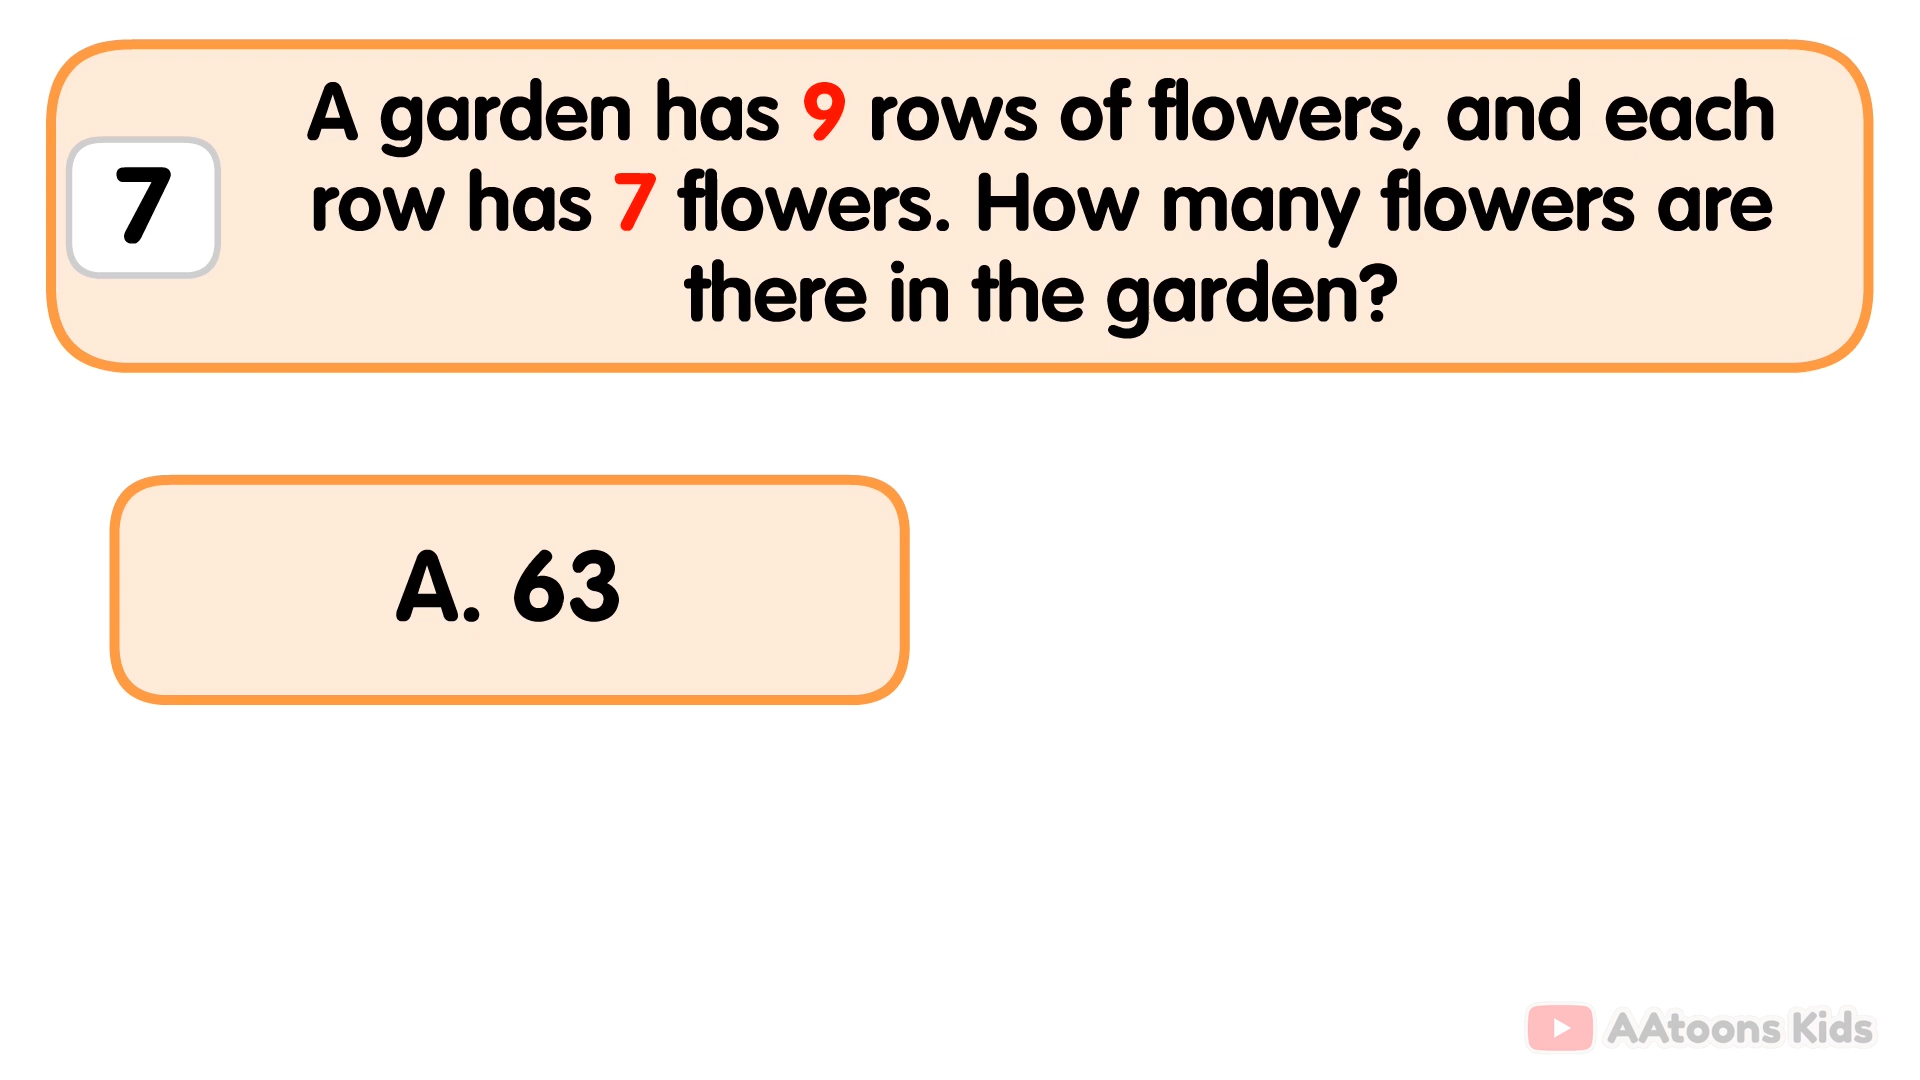 7
A garden has 9 rows of flowers, and each
row has 7 flowers. How many flowers are
there in the garden?
A. 63
AAtoons Kids